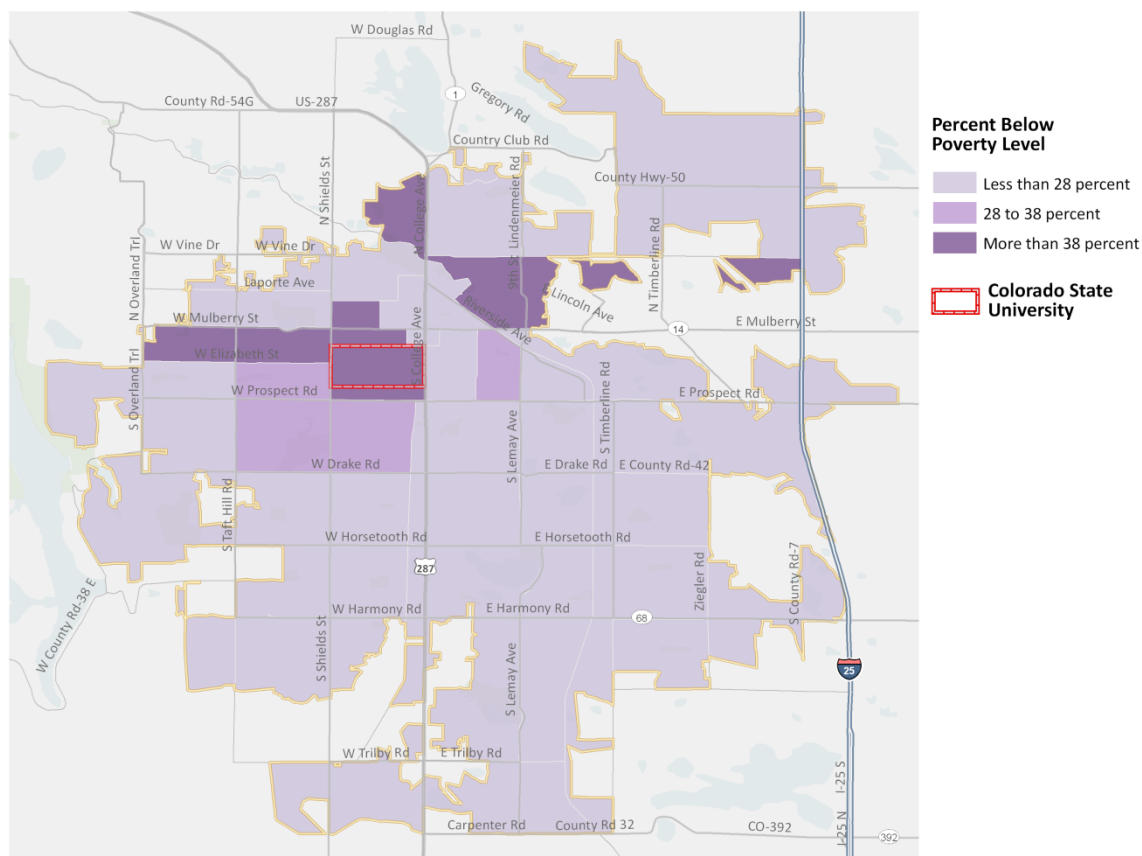 W Douglas Rd
County Rd-54G
US-287
1
Gregory Rd
Country Club Rd
N Shields St
9th St Lindenmeier Rd
County Hwy-50
N College Ave
N Overland Trl
W Vine Dr
W Vine Dr
N Timberline Rd
Laporte Ave
E Lincoln Ave
Riverside Ave
W Mulberry St
14
E Mulberry St
W Elizabeth St
S College Ave
S Overland Trl
W Prospect Rd
E Prospect Rd
S Timberline Rd
S Lemay Ave
W Drake Rd
E Drake Rd
E County Rd-42
S Taft Hill Rd
W Horsetooth Rd
E Horsetooth Rd
287
Ziegler Rd
S County Rd-7
W County Rd-38 E
W Harmony Rd
E Harmony Rd
68
S Shields St
S Lemay Ave
25
W Trilby Rd
E Trilby Rd
I-25 N I-25 S
Carpenter Rd
County Rd 32
CO-392
392
Percent Below
Poverty Level
Less than 28 percent
28 to 38 percent
More than 38 percent
Colorado State
University